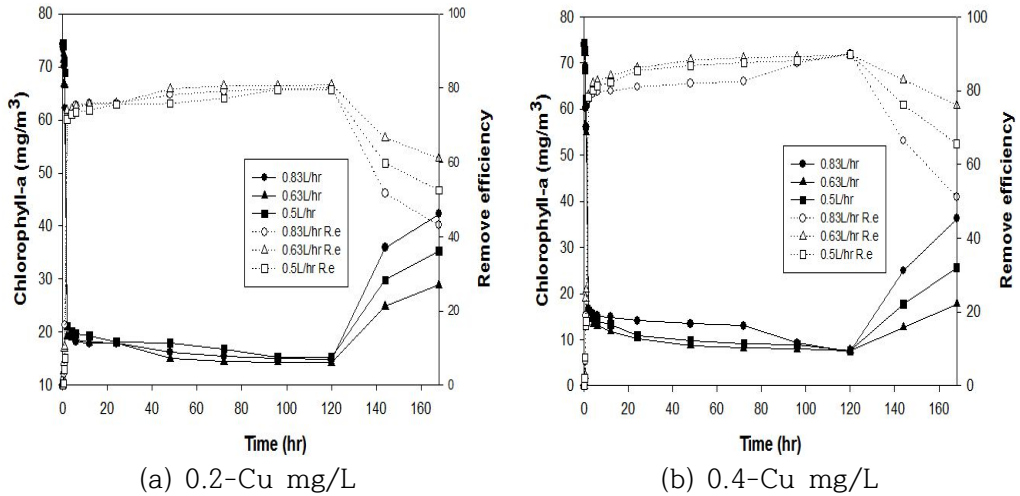 80
70
60
50
40
30
20
10
100
80
60
40
20
0
0
20
40
60
80
100
120
140
160
Chlorophyll-a (mg/m³)
Remove efficiency
Time (hr)
0.83L/hr
0.63L/hr
0.5L/hr
0.83L/hr R.e
0.63L/hr R.e
0.5L/hr R.e
(a) 0.2-Cu mg/L
80
70
60
50
40
30
20
10
0
100
80
60
40
20
0
0
20
40
60
80
100
120
140
160
Chlorophyll-a (mg/m³)
Remove efficiency
Time (hr)
0.83L/hr
0.63L/hr
0.5L/hr
0.83L/hr R.e
0.63L/hr R.e
0.5L/hr R.e
(b) 0.4-Cu mg/L